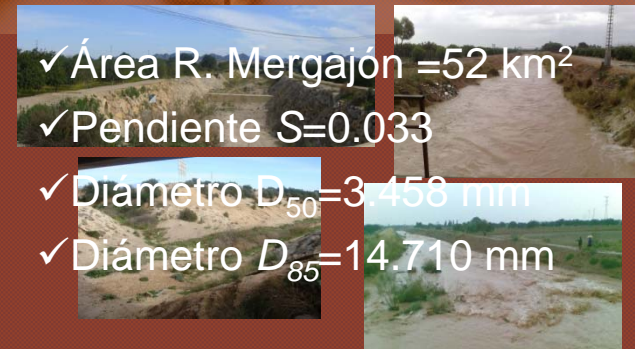 ✓Área R. Mergajón =52 km²
✓Pendiente S=0.033
✓Diámetro D₅₀=3.458 mm
✓Diámetro D₈₅=14.710 mm